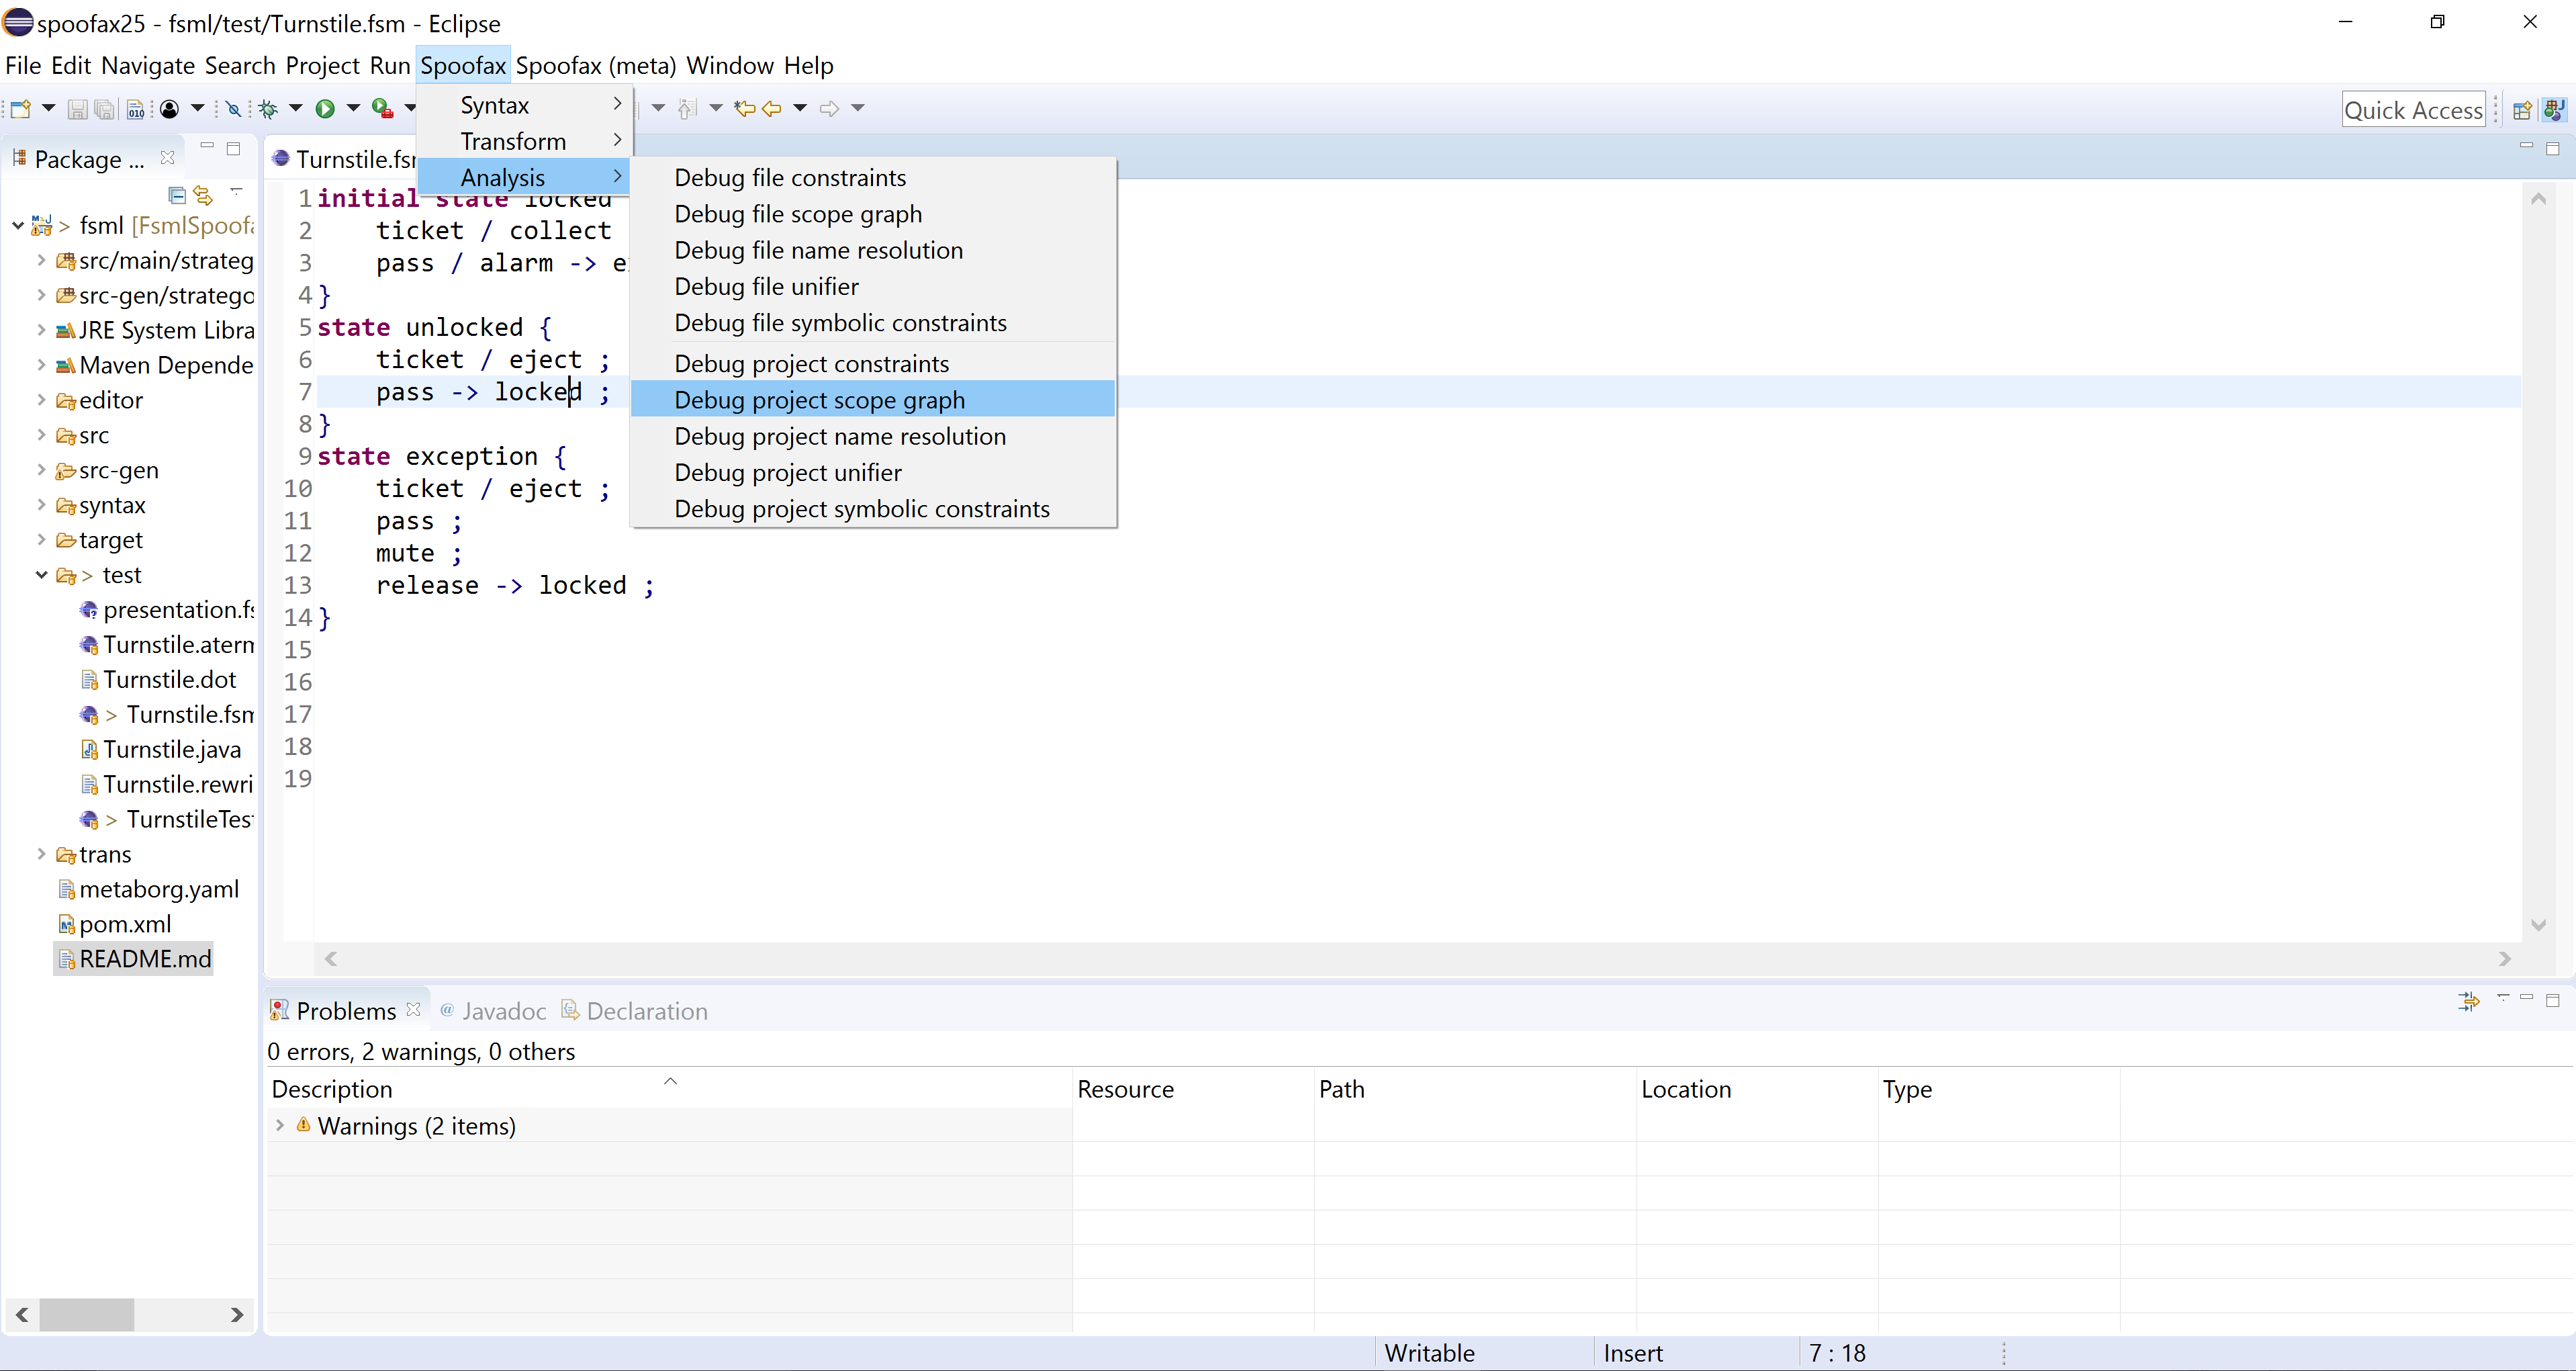 spoofax25 - fsml/test/Turnstile.fsm - Eclipse
File Edit Navigate Search Project Run Spoofax Spoofax (meta) Window Help
Quick Access
Syntax
Transform
Analysis
Debug file constraints
Debug file scope graph
Debug file name resolution
Debug file unifier
Debug file symbolic constraints
Debug project constraints
Debug project scope graph
Debug project name resolution
Debug project unifier
Debug project symbolic constraints
Package ...
> fsml [FsmlSpoofa
src/main/strateg
src-gen/stratego
JRE System Libra
Maven Depende
editor
src
src-gen
syntax
target
> test
presentation.fs
Turnstile.aterm
Turnstile.dot
> Turnstile.fsm
Turnstile.java
Turnstile.rewri
> TurnstileTest
trans
metaborg.yaml
pom.xml
README.md
Turnstile.fsm
1 initial state locked
2 ticket / collect
3 pass / alarm -> e
4 }
5 state unlocked {
6 ticket / eject ;
7 pass -> locked ;
8 }
9 state exception {
10 ticket / eject ;
11 pass ;
12 mute ;
13 release -> locked ;
14 }
15
16
17
18
19
Problems @ Javadoc Declaration
0 errors, 2 warnings, 0 others
Description Resource Path Location Type
Warnings (2 items)
Writable Insert 7 : 18